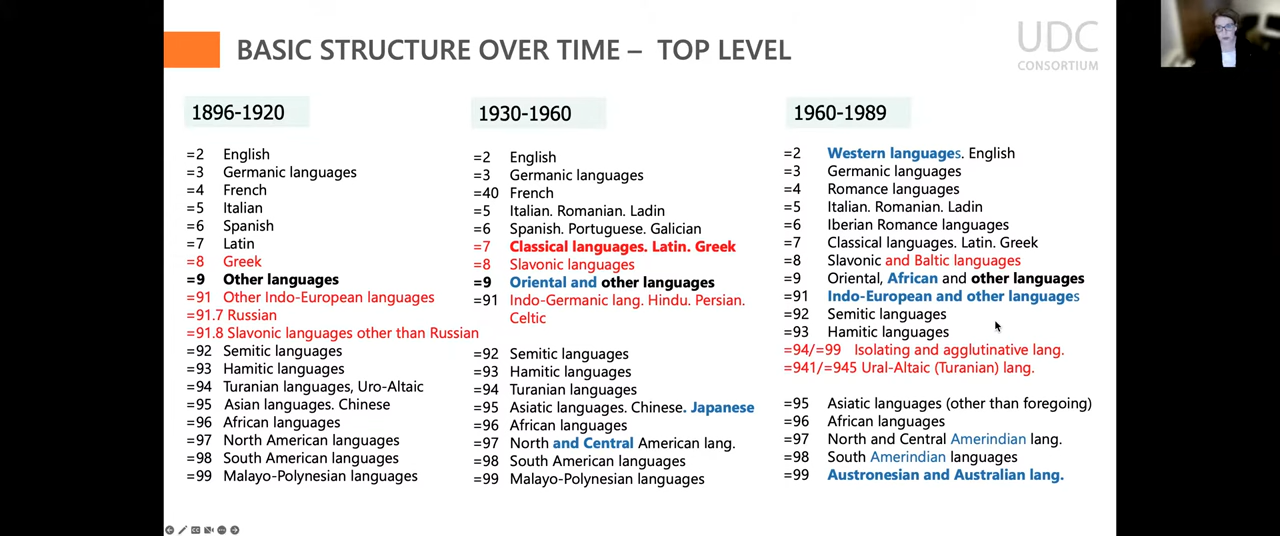 BASIC STRUCTURE OVER TIME – TOP LEVEL
UDC
CONSORTIUM
1896-1920
=2 English
=3 Germanic languages
=4 French
=5 Italian
=6 Spanish
=7 Latin
=8 Greek
=9 Other languages
=91 Other Indo-European languages
=91.7 Russian
=91.8 Slavonic languages other than Russian
=92 Semitic languages
=93 Hamitic languages
=94 Turanian languages, Uro-Altaic
=95 Asian languages. Chinese
=96 African languages
=97 North American languages
=98 South American languages
=99 Malayo-Polynesian languages
1930-1960
=2 English
=3 Germanic languages
=40 French
=5 Italian. Romanian. Ladin
=6 Spanish. Portuguese. Galician
=7 Classical languages. Latin. Greek
=8 Slavonic languages
=9 Oriental and other languages
=91 Indo-Germanic lang. Hindu. Persian.
Celtic
=92 Semitic languages
=93 Hamitic languages
=94 Turanian languages
=95 Asiatic languages. Chinese. Japanese
=96 African languages
=97 North and Central American lang.
=98 South American languages
=99 Malayo-Polynesian languages
1960-1989
=2 Western languages. English
=3 Germanic languages
=4 Romance languages
=5 Italian. Romanian. Ladin
=6 Iberian Romance languages
=7 Classical languages. Latin. Greek
=8 Slavonic and Baltic languages
=9 Oriental, African and other languages
=91 Indo-European and other languages
=92 Semitic languages
=93 Hamitic languages
=94/=99 Isolating and agglutinative lang.
=941/=945 Ural-Altaic (Turanian) lang.
=95 Asiatic languages (other than foregoing)
=96 African languages
=97 North and Central Amerindian lang.
=98 South Amerindian languages
=99 Austronesian and Australian lang.